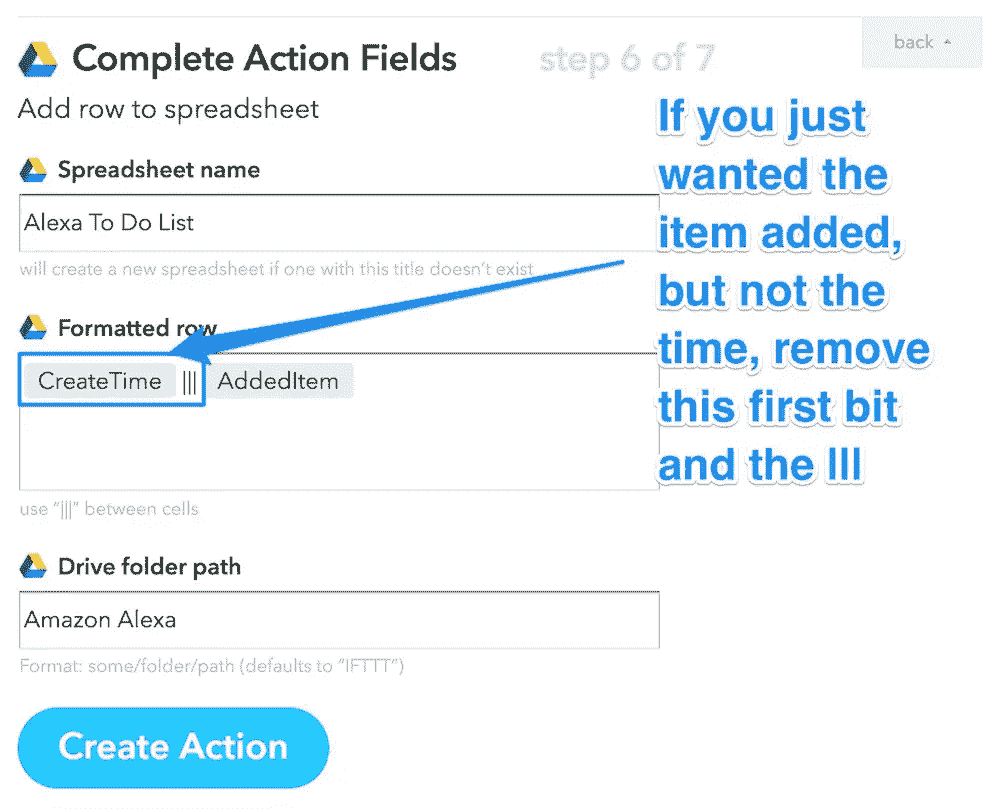 back
Complete Action Fields
step 6 of 7
Add row to spreadsheet
If you just
wanted the
item added,
but not the
time, remove
this first bit
and the lll
Spreadsheet name
Alexa To Do List
will create a new spreadsheet if one with this title doesn't exist
Formatted row
CreateTime ||| AddedItem
use "|||" between cells
Drive folder path
Amazon Alexa
Format: some/folder/path (defaults to "IFTTT")
Create Action